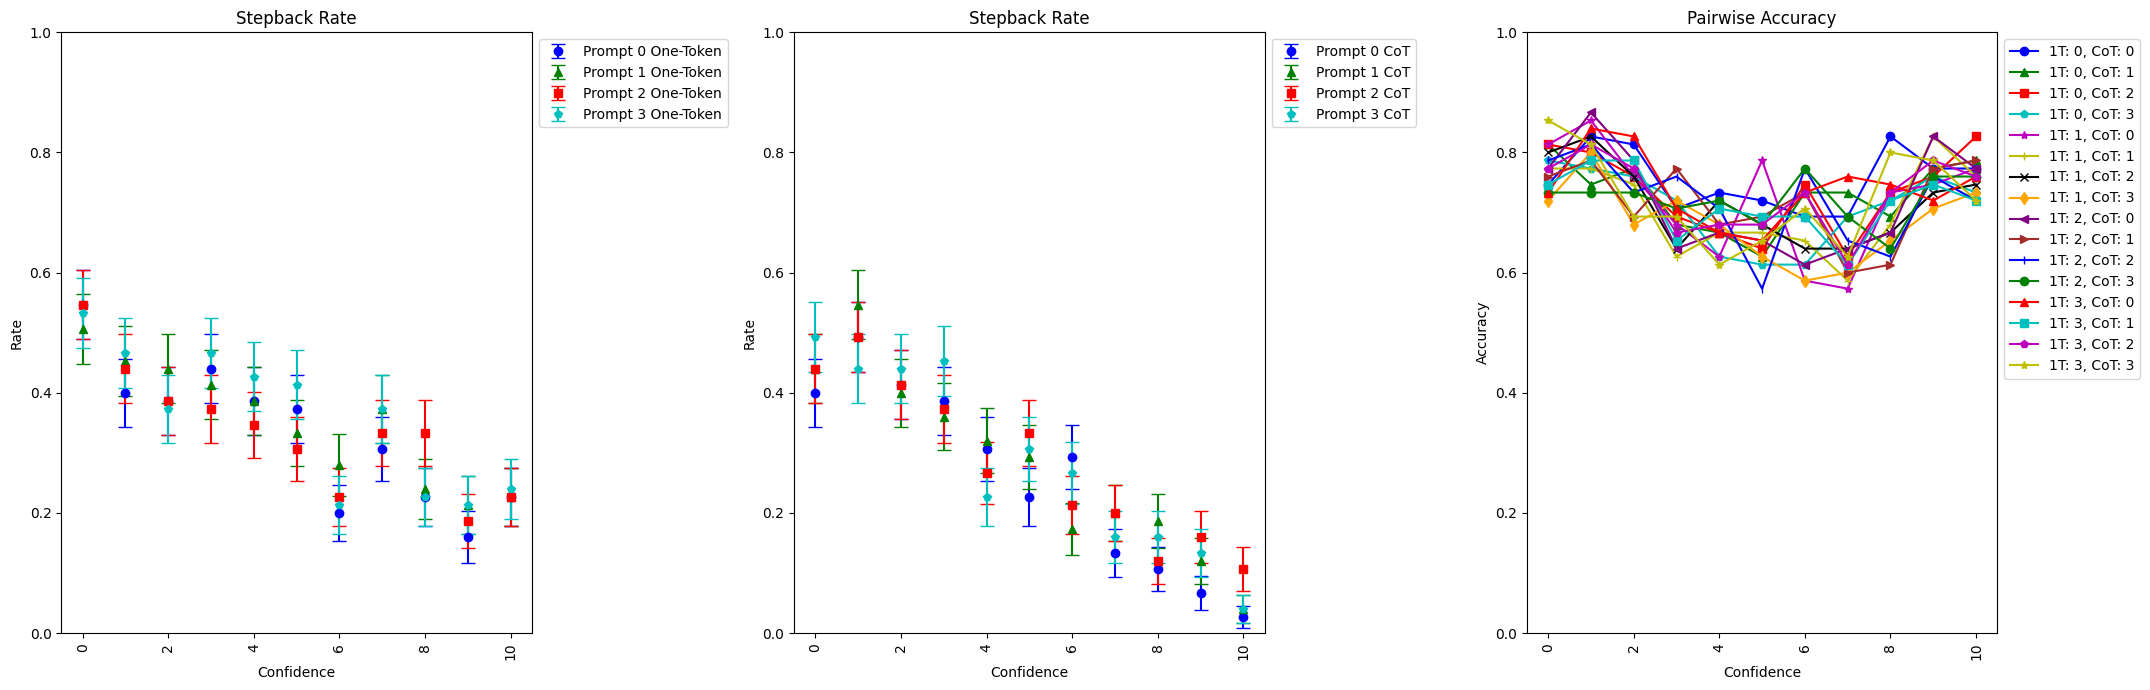 Stepback Rate
Rate
1.0
0.8
0.6
0.4
0.2
0.0
0
2
4
6
8
10
Confidence
Prompt 0 One-Token
Prompt 1 One-Token
Prompt 2 One-Token
Prompt 3 One-Token
Stepback Rate
Rate
1.0
0.8
0.6
0.4
0.2
0.0
0
2
4
6
8
10
Confidence
Prompt 0 CoT
Prompt 1 CoT
Prompt 2 CoT
Prompt 3 CoT
Pairwise Accuracy
Accuracy
1.0
0.8
0.6
0.4
0.2
0.0
0
2
4
6
8
10
Confidence
1T: 0, CoT: 0
1T: 0, CoT: 1
1T: 0, CoT: 2
1T: 0, CoT: 3
1T: 1, CoT: 0
1T: 1, CoT: 1
1T: 1, CoT: 2
1T: 1, CoT: 3
1T: 2, CoT: 0
1T: 2, CoT: 1
1T: 2, CoT: 2
1T: 2, CoT: 3
1T: 3, CoT: 0
1T: 3, CoT: 1
1T: 3, CoT: 2
1T: 3, CoT: 3